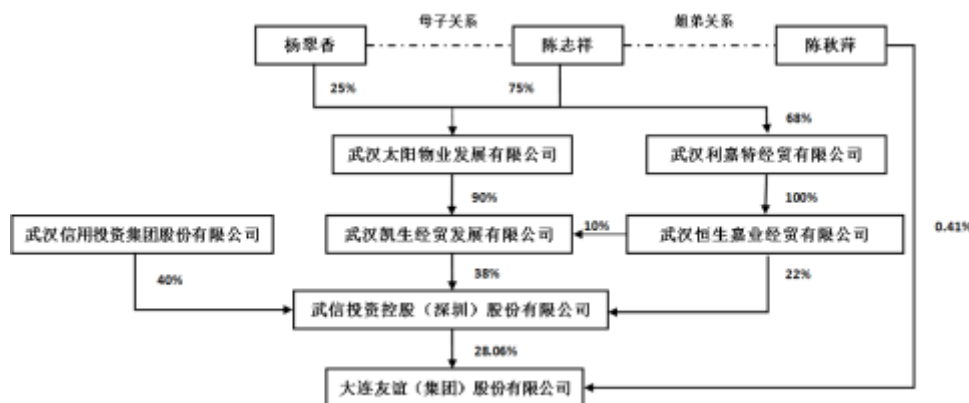 母子关系
姐弟关系
杨翠香
陈志祥
陈秋萍
25%
75%
68%
武汉太阳物业发展有限公司
武汉利嘉特经贸有限公司
90%
100%
武汉信用投资集团股份有限公司
武汉凯生经贸发展有限公司
10%
武汉恒生嘉业经贸有限公司
0.41%
40%
38%
22%
武信投资控股（深圳）股份有限公司
28.06%
大连友谊（集团）股份有限公司